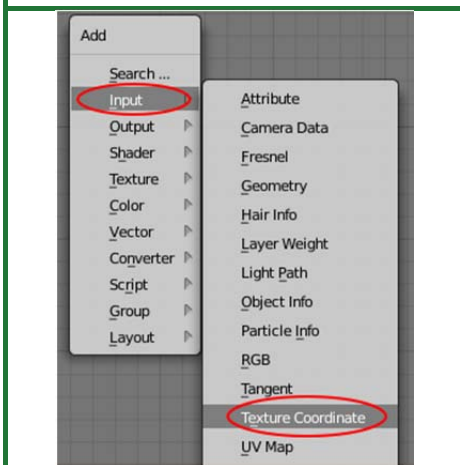 Add
Search ...
Input
Output
Shader
Texture
Color
Vector
Converter
Script
Group
Layout
Attribute
Camera Data
Fresnel
Geometry
Hair Info
Layer Weight
Light Path
Object Info
Particle Info
RGB
Tangent
Texture Coordinate
UV Map